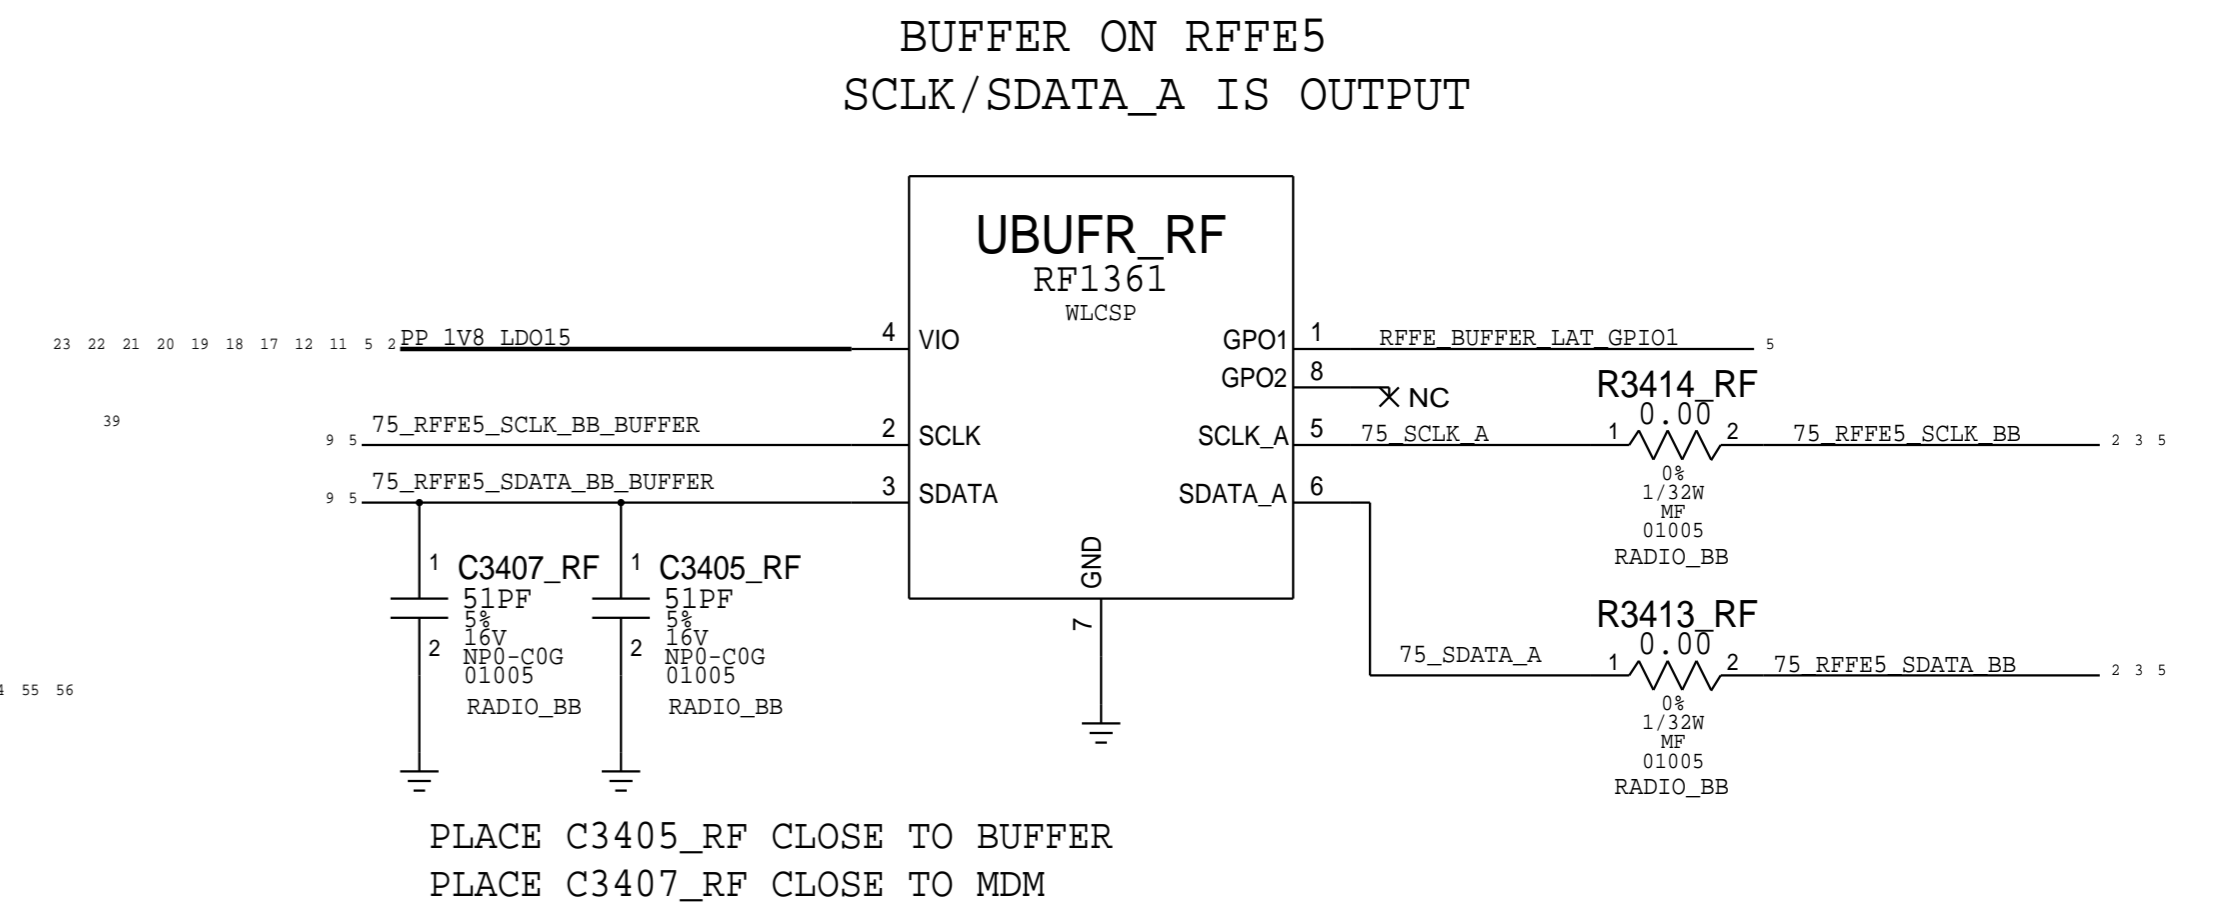 BUFFER ON RFFE5
SCLK/SDATA_A IS OUTPUT
UBUFR_RF
RF1361
WLCSP
23 22 21 20 19 18 17 12 11 5 2 PP_1V8_LDO15
4 VIO
GPO1 1 RFFE_BUFFER_LAT_GPIO1 5
GPO2 8
NC
39
9 5 75_RFFE5_SCLK_BB_BUFFER 2 SCLK
SCLK_A 5 75_SCLK_A
R3414_RF
0.00
1 2 75_RFFE5_SCLK_BB 2 3 5
0%
1/32W
MF
01005
RADIO_BB
9 5 75_RFFE5_SDATA_BB_BUFFER 3 SDATA
SDATA_A 6
GND
7
1 C3407_RF
51PF
5%
16V
2 NP0-C0G
01005
RADIO_BB
1 C3405_RF
51PF
5%
16V
2 NP0-C0G
01005
RADIO_BB
R3413_RF
0.00
75_SDATA_A 1 2 75_RFFE5_SDATA_BB 2 3 5
0%
1/32W
MF
01005
RADIO_BB
55 56
PLACE C3405_RF CLOSE TO BUFFER
PLACE C3407_RF CLOSE TO MDM